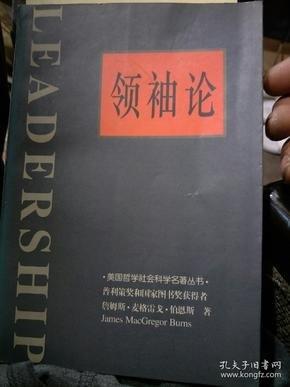 LEADERSHIP
领袖论
·美国哲学社会科学名著丛书·
普利策奖和国家图书奖获得者
詹姆斯·麦格雷戈·伯恩斯 著
James MacGregor Burns
孔夫子旧书网